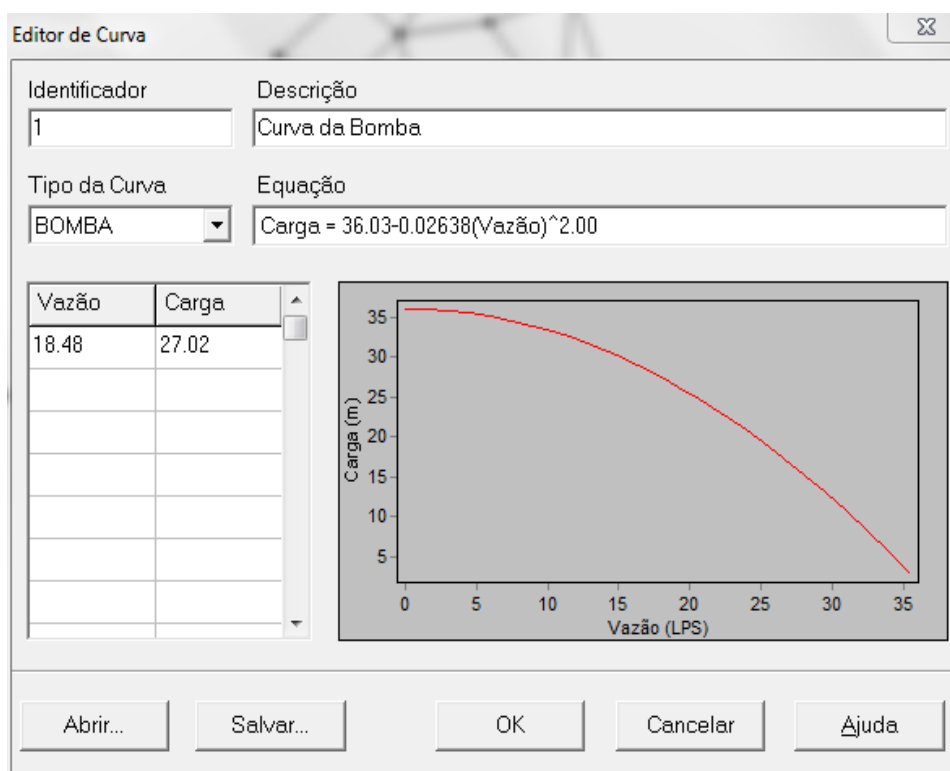 Editor de Curva
Identificador
Descrição
1
Curva da Bomba
Tipo da Curva
Equação
BOMBA
Carga = 36.03-0.02638(Vazão)^2.00
Vazão Carga
18.48 27.02
35
30
25
20
15
10
5
Carga (m)
0 5 10 15 20 25 30 35
Vazão (LPS)
Abrir...
Salvar...
OK
Cancelar
Ajuda